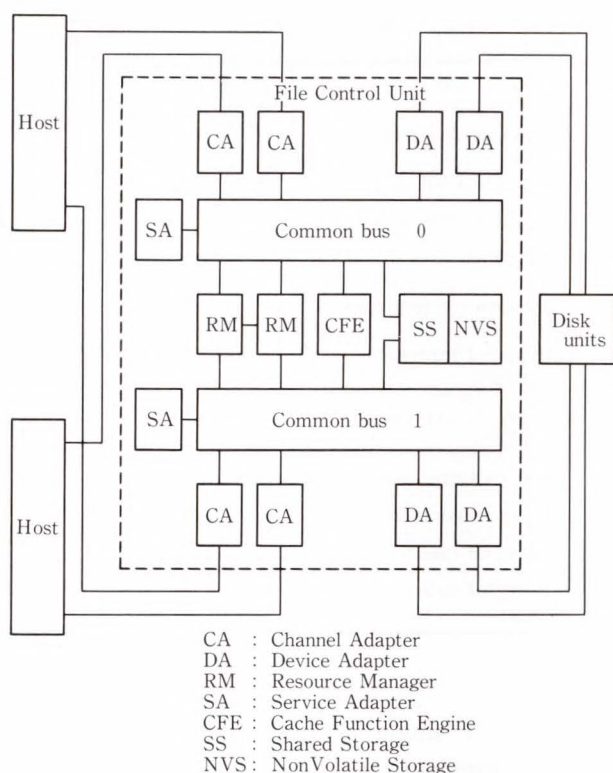 File Control Unit
Host
CA
CA
DA
DA
SA
Common bus 0
RM
RM
CFE
SS
NVS
Disk units
SA
Common bus 1
Host
CA
CA
DA
DA
CA : Channel Adapter
DA : Device Adapter
RM : Resource Manager
SA : Service Adapter
CFE : Cache Function Engine
SS : Shared Storage
NVS : NonVolatile Storage